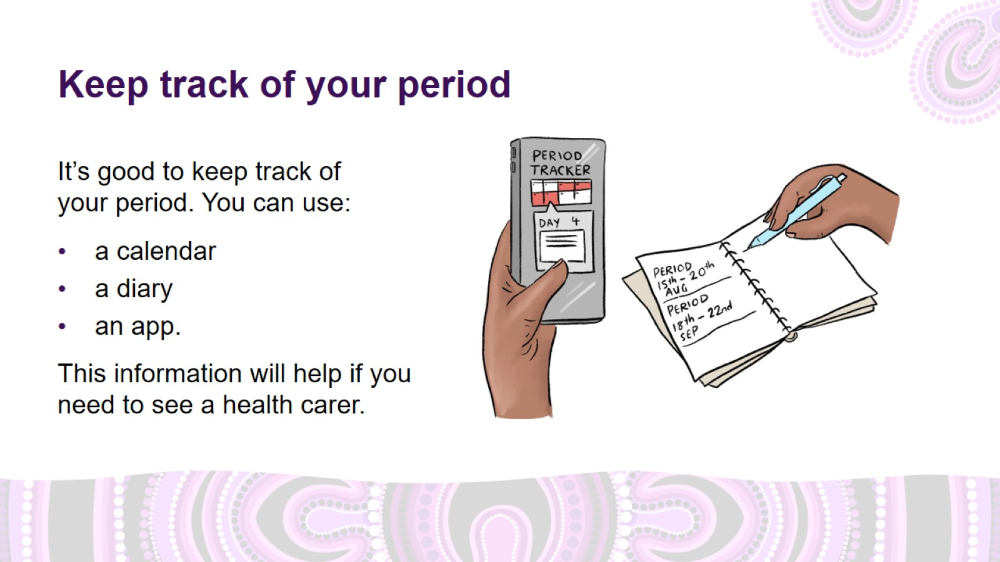 Keep track of your period
It’s good to keep track of
your period. You can use:
• a calendar
• a diary
• an app.
This information will help if you
need to see a health carer.
PERIOD
TRACKER
DAY 4
PERIOD
15th - 20th
AUG
PERIOD
18th - 22nd
SEP